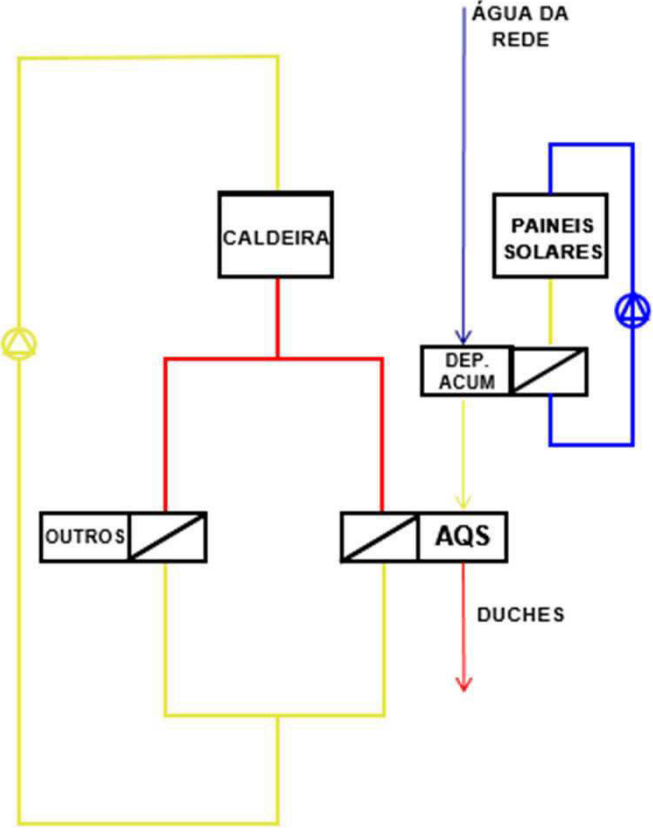 ÁGUA DA
REDE
CALDEIRA
PAINEIS
SOLARES
DEP.
ACUM
OUTROS
AQS
DUCHES